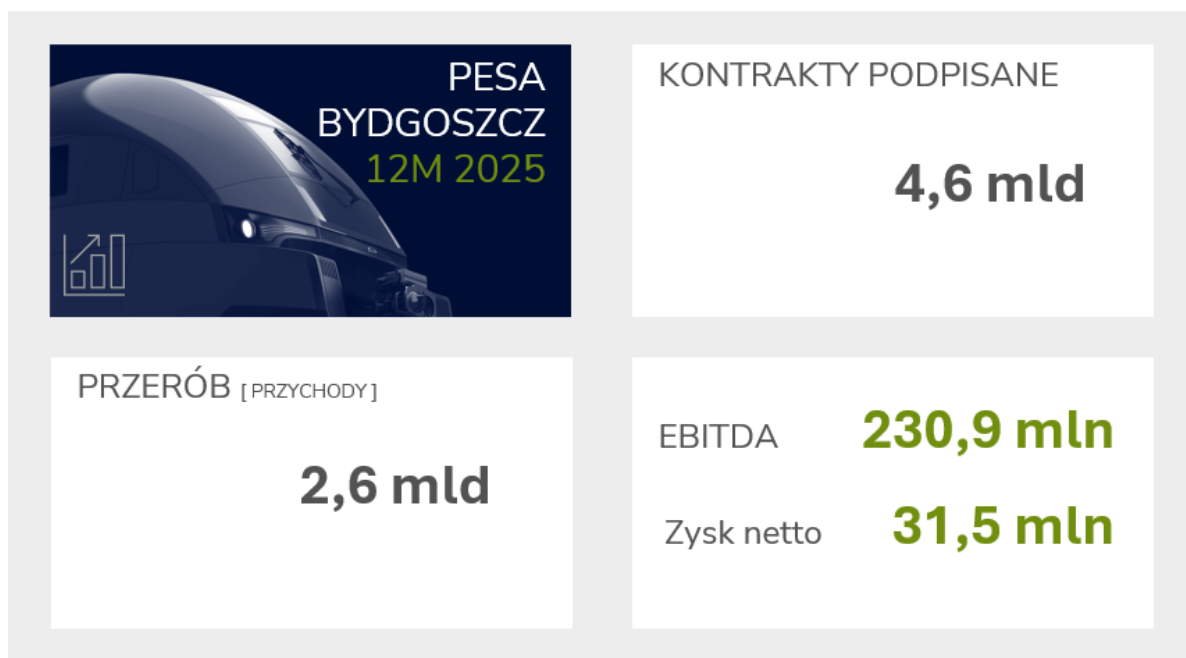 PESA
BYDGOSZCZ
12M 2025
KONTRAKTY PODPISANE
4,6 mld
PRZERÓB [ PRZYCHODY ]
2,6 mld
EBITDA 230,9 mln
Zysk netto 31,5 mln